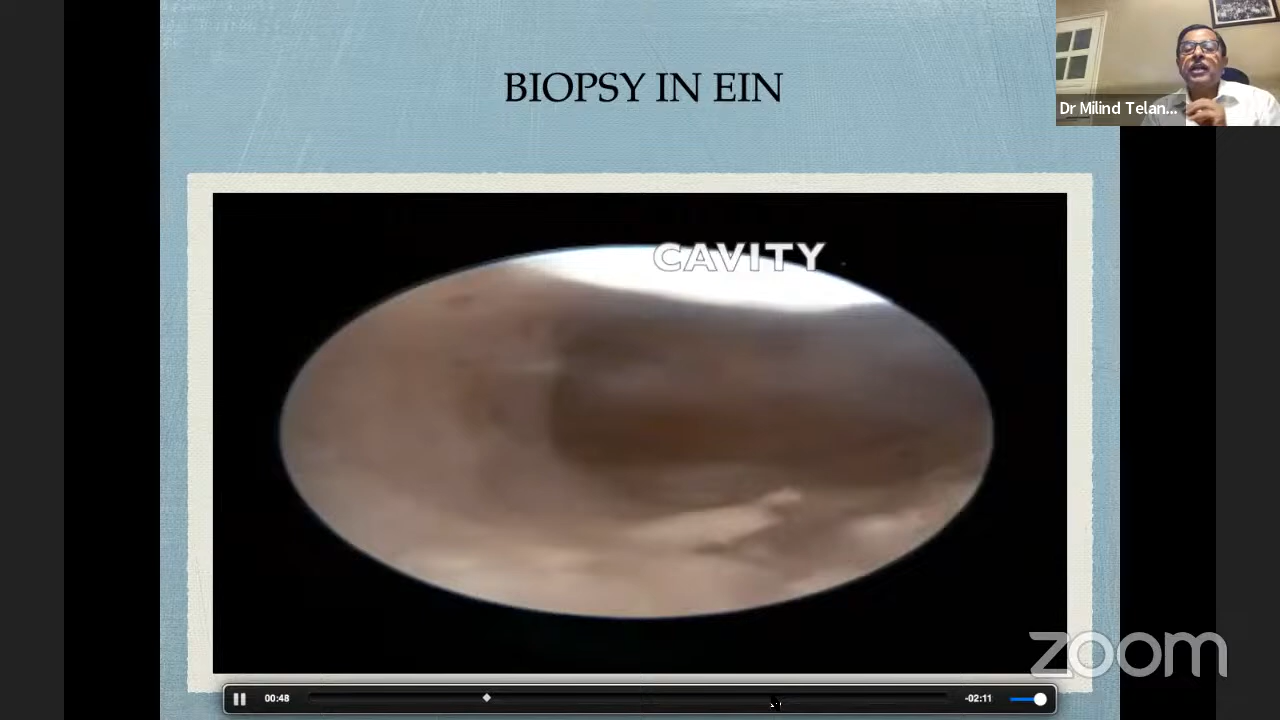 BIOPSY IN EIN
Dr Milind Telan...
CAVITY
zoom
00:48
-02:11